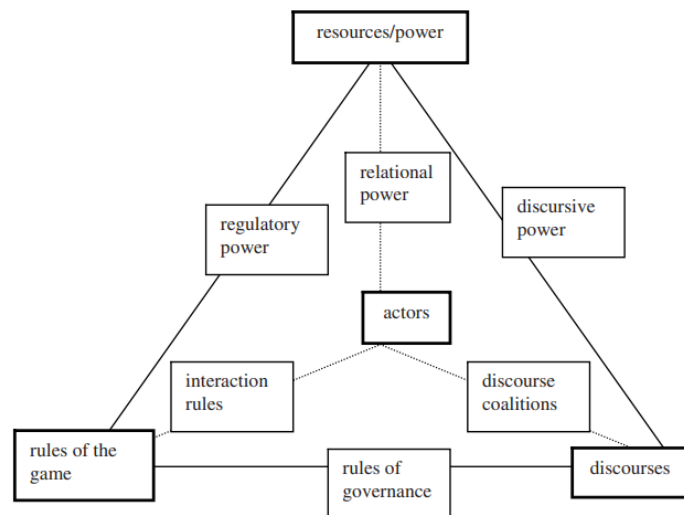 resources/power
relational
power
regulatory
power
discursive
power
actors
interaction
rules
discourse
coalitions
rules of the
game
rules of
governance
discourses